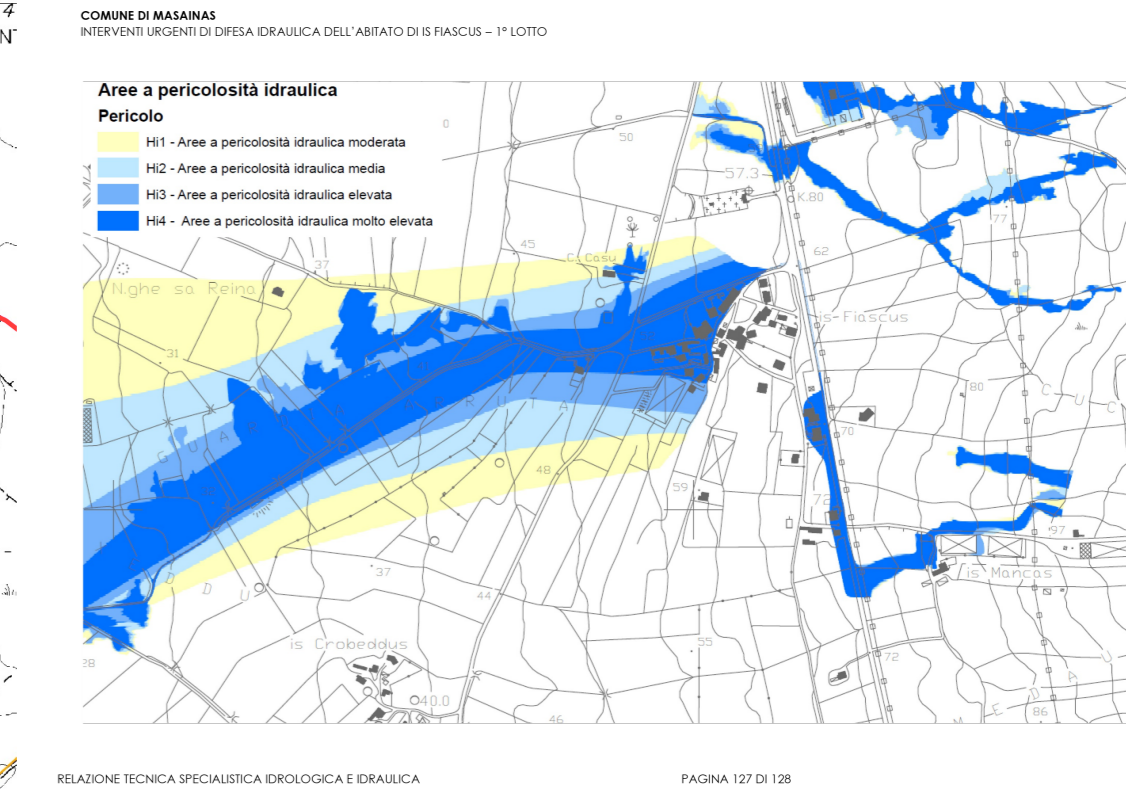 4
N
COMUNE DI MASAINAS
INTERVENTI URGENTI DI DIFESA IDRAULICA DELL'ABITATO DI IS FIASCUS – 1° LOTTO
Aree a pericolosità idraulica
Pericolo
Hi1 - Aree a pericolosità idraulica moderata
Hi2 - Aree a pericolosità idraulica media
Hi3 - Aree a pericolosità idraulica elevata
Hi4 - Aree a pericolosità idraulica molto elevata
0
50
57.3
K.80
77
62
45
C. Casu
37
N.ghe sa Reina
is Fiascus
31
80
C U C
70
48
59
72
97
is Mancas
37
D D U
44
is Crobeddus
55
72
28
40.0
46
86
M E D A U
RELAZIONE TECNICA SPECIALISTICA IDROLOGICA E IDRAULICA
PAGINA 127 DI 128